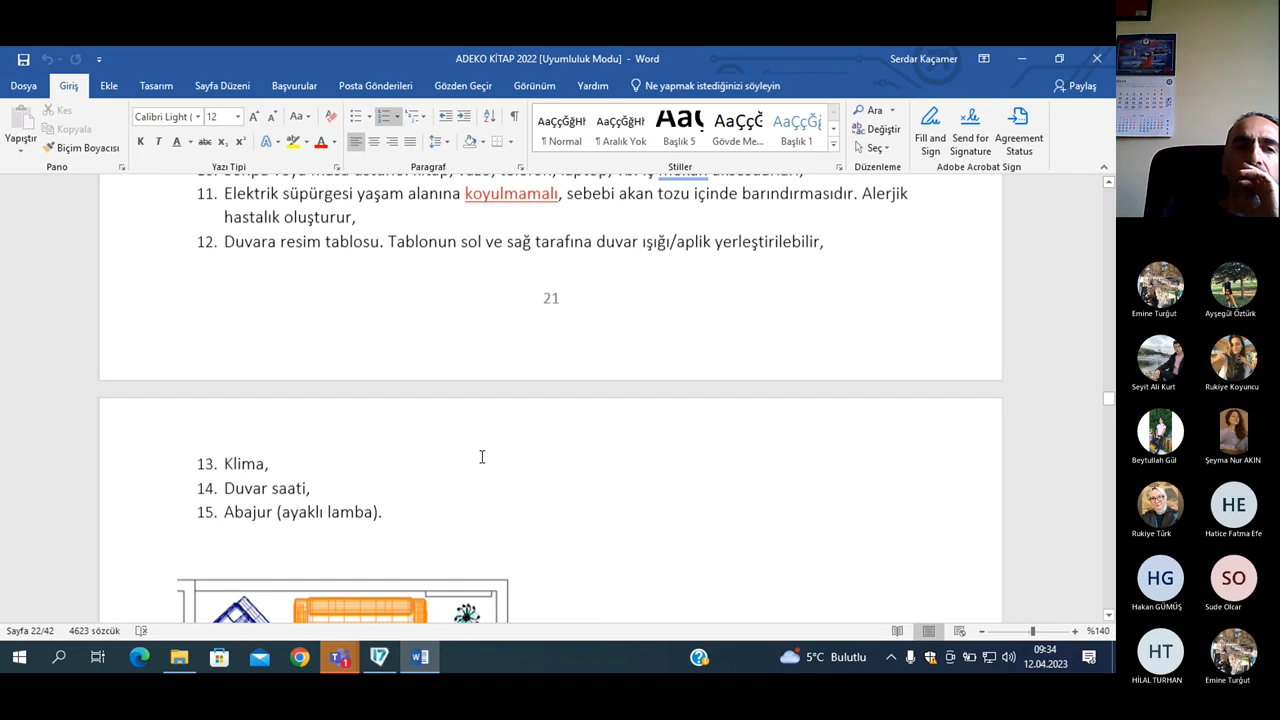 ADEKO KİTAP 2022 [Uyumluluk Modu] - Word
Serdar Kaçamer
Dosya Giriş Ekle Tasarım Sayfa Düzeni Başvurular Posta Gönderileri Gözden Geçir Görünüm Yardım Ne yapmak istediğinizi söyleyin Paylaş
Yapıştır
Kes
Kopyala
Biçim Boyacısı
Calibri Light ( 12
AaÇçĞğHł AaÇçĞğHł AaÇ AaÇçĞ AaÇçĞį
¶ Normal ¶ Aralık Yok Başlık 5 Gövde Me... Başlık 1
Ara
Değiştir
Seç
Fill and Sign
Send for Signature
Agreement Status
Pano Yazı Tipi Paragraf Stiller Düzenleme Adobe Acrobat Sign
11. Elektrik süpürgesi yaşam alanına koyulmamalı, sebebi akan tozu içinde barındırmasıdır. Alerjik
hastalık oluşturur,
12. Duvara resim tablosu. Tablonun sol ve sağ tarafına duvar ışığı/aplik yerleştirilebilir,
21
13. Klima,
14. Duvar saati,
15. Abajur (ayaklı lamba).
Sayfa 22/42 4623 sözcük
%140
5°C Bulutlu
09:34
12.04.2023
Emine Turğut
Ayşegül Öztürk
Seyit Ali Kurt
Rukiye Koyuncu
Beytullah Gül
Şeyma Nur AKIN
Rukiye Türk
HE
Hatice Fatma Efe
HG
Hakan GÜMÜŞ
SO
Sude Olcar
HT
HİLAL TURHAN
Emine Turğut